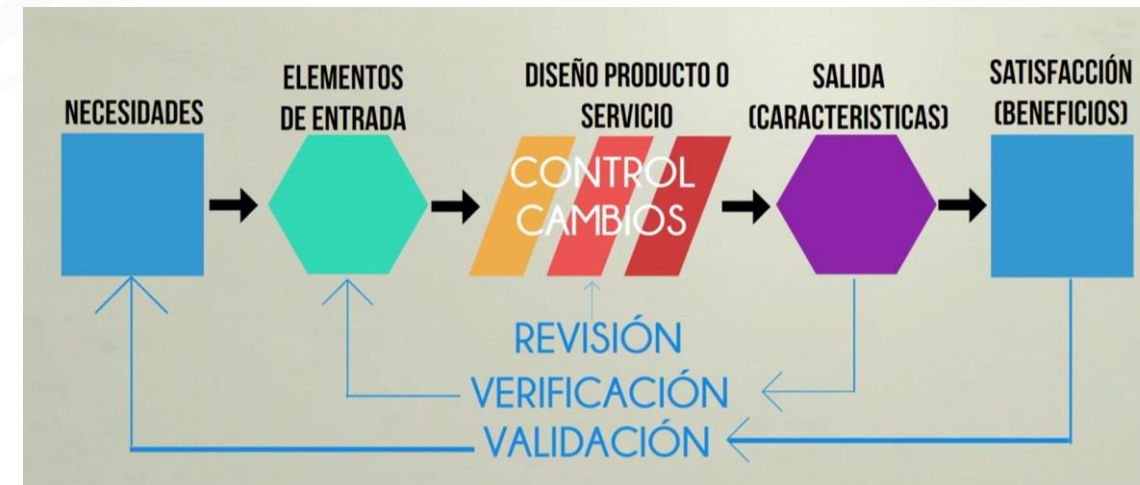 NECESIDADES
ELEMENTOS
DE ENTRADA
DISEÑO PRODUCTO O
SERVICIO
SALIDA
(CARACTERISTICAS)
SATISFACCIÓN
(BENEFICIOS)
CONTROL
CAMBIOS
REVISIÓN
VERIFICACIÓN
VALIDACIÓN